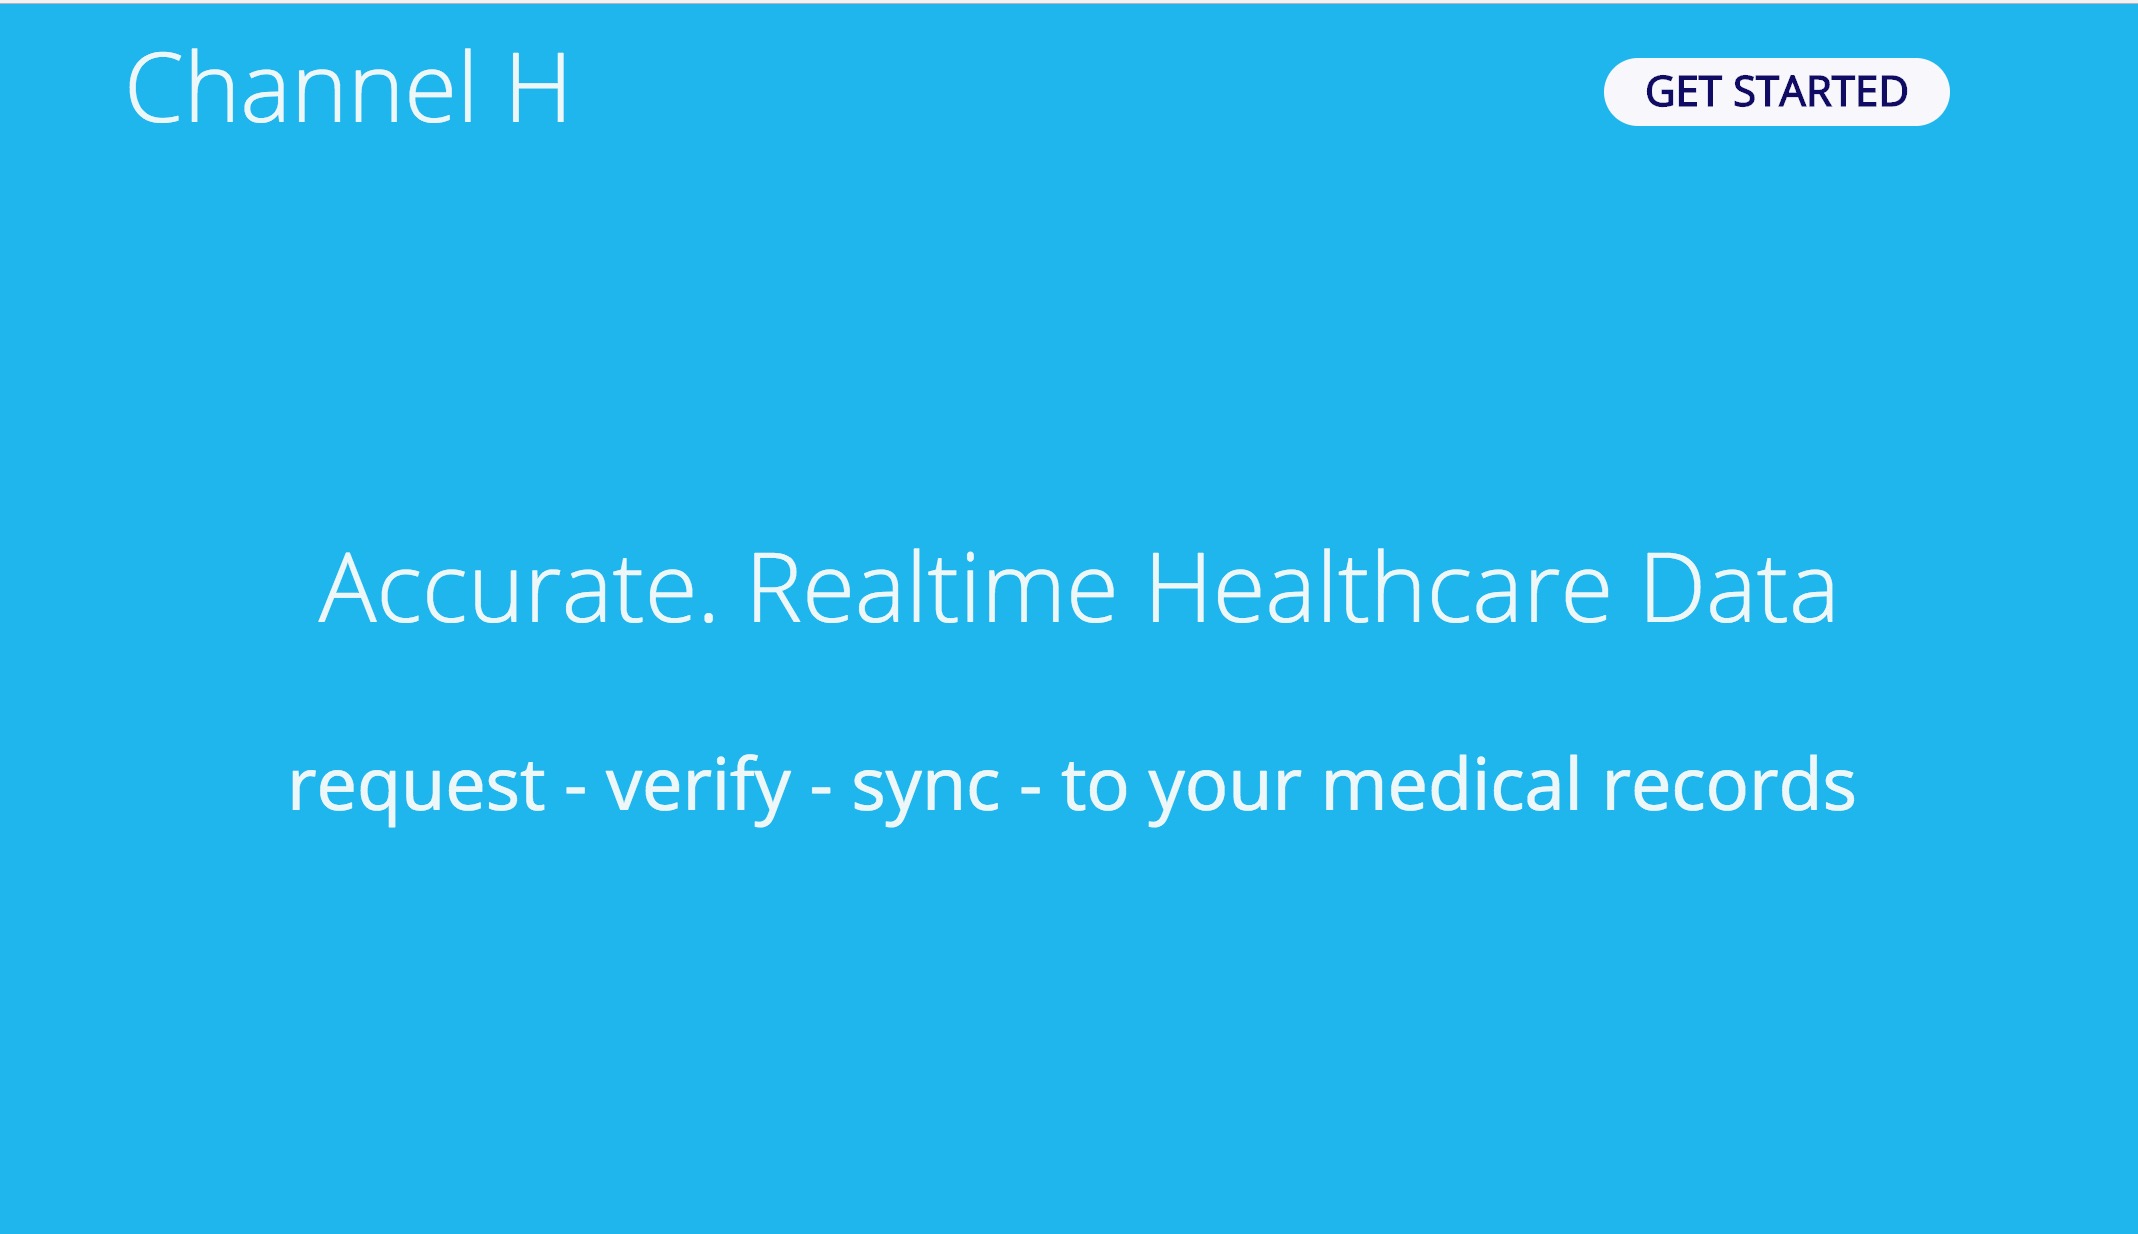 Channel H
GET STARTED
Accurate. Realtime Healthcare Data
request - verify - sync - to your medical records